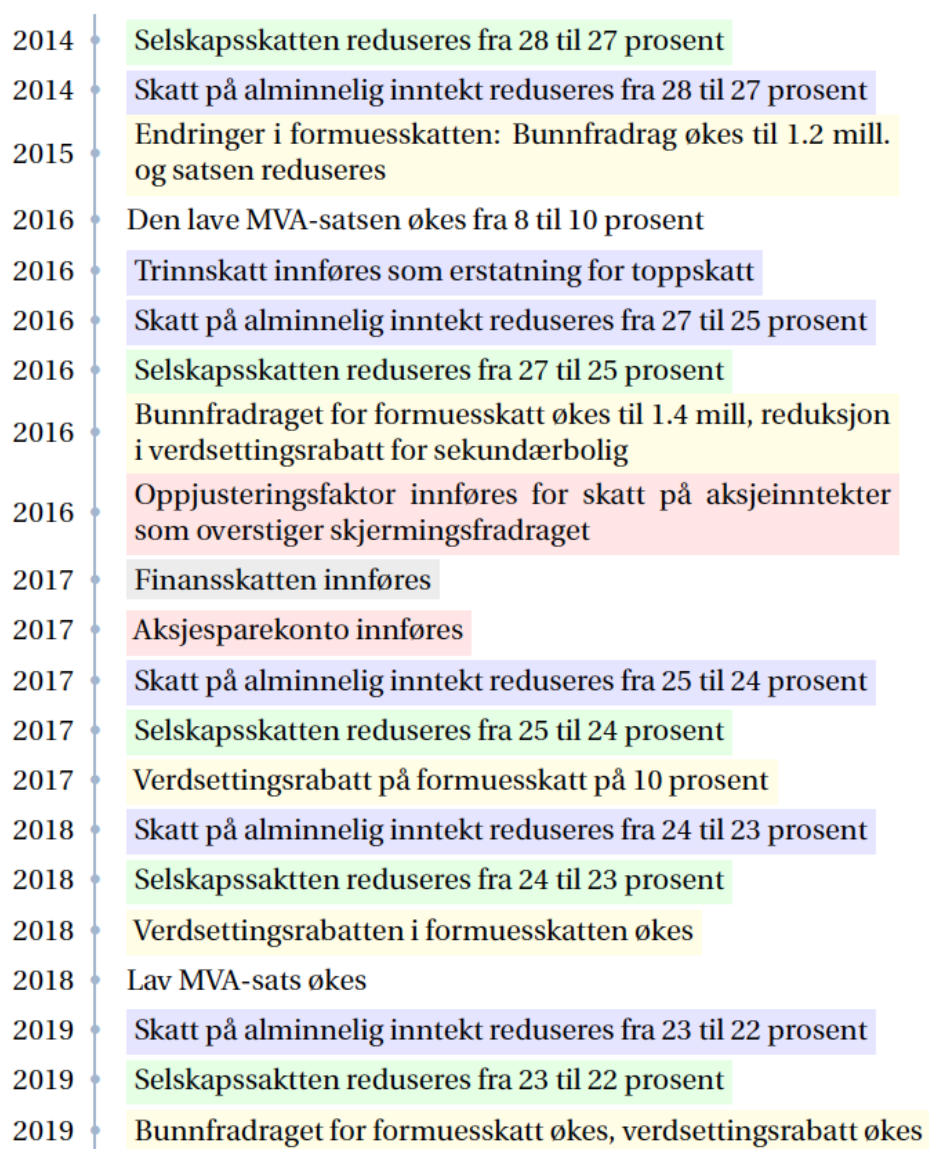 2014 Selskapsskatten reduseres fra 28 til 27 prosent
2014 Skatt på alminnelig inntekt reduseres fra 28 til 27 prosent
2015 Endringer i formuesskatten: Bunnfradrag økes til 1.2 mill.
og satsen reduseres
2016 Den lave MVA-satsen økes fra 8 til 10 prosent
2016 Trinnskatt innføres som erstatning for toppskatt
2016 Skatt på alminnelig inntekt reduseres fra 27 til 25 prosent
2016 Selskapsskatten reduseres fra 27 til 25 prosent
2016 Bunnfradraget for formuesskatt økes til 1.4 mill, reduksjon
i verdsettingsrabatt for sekundærbolig
2016 Oppjusteringsfaktor innføres for skatt på aksjeinntekter
som overstiger skjermingsfradraget
2017 Finansskatten innføres
2017 Aksjesparekonto innføres
2017 Skatt på alminnelig inntekt reduseres fra 25 til 24 prosent
2017 Selskapsskatten reduseres fra 25 til 24 prosent
2017 Verdsettingsrabatt på formuesskatt på 10 prosent
2018 Skatt på alminnelig inntekt reduseres fra 24 til 23 prosent
2018 Selskapssaktten reduseres fra 24 til 23 prosent
2018 Verdsettingsrabatten i formuesskatten økes
2018 Lav MVA-sats økes
2019 Skatt på alminnelig inntekt reduseres fra 23 til 22 prosent
2019 Selskapssaktten reduseres fra 23 til 22 prosent
2019 Bunnfradraget for formuesskatt økes, verdsettingsrabatt økes